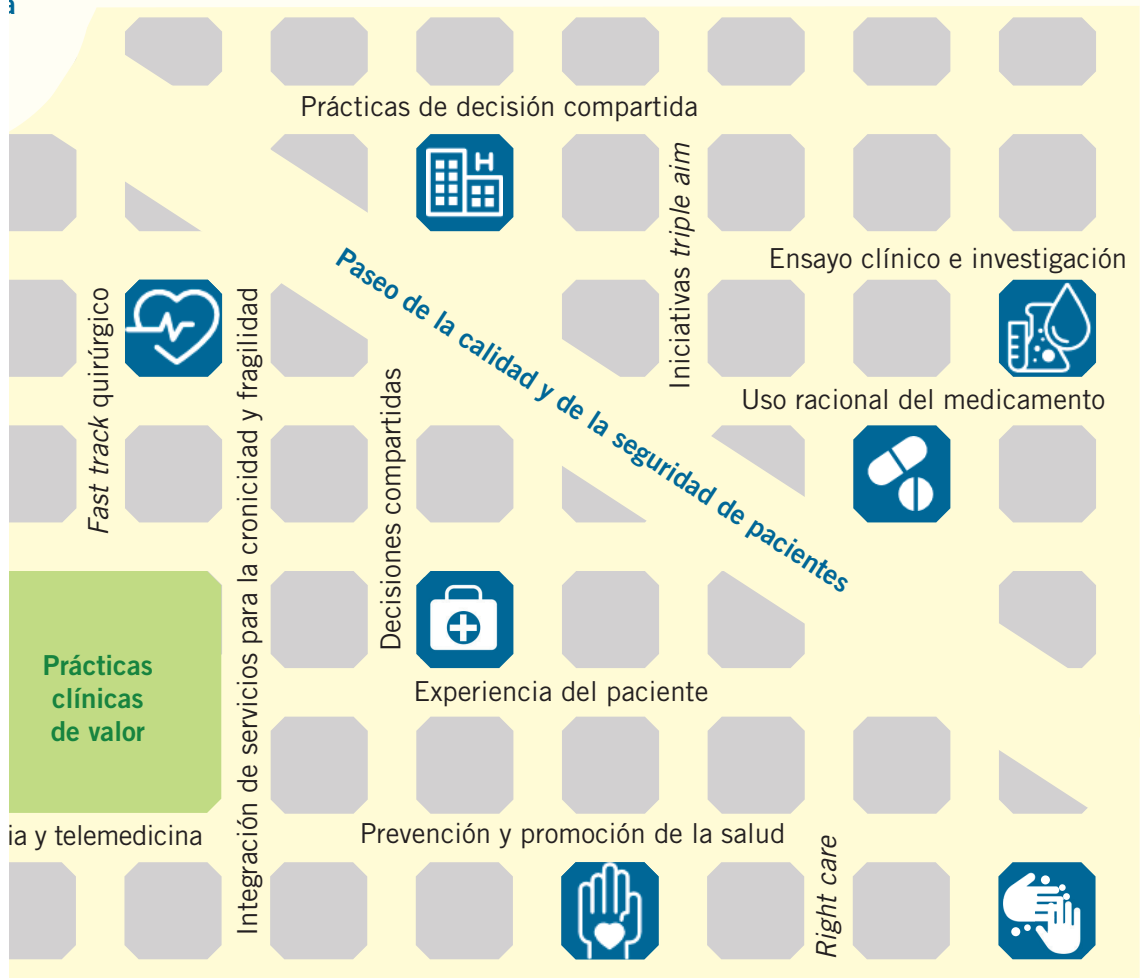 a
Prácticas de decisión compartida
Iniciativas triple aim
Ensayo clínico e investigación
Paseo de la calidad y de la seguridad de pacientes
Fast track quirúrgico
Integración de servicios para la cronicidad y fragilidad
Decisiones compartidas
Uso racional del medicamento
H
Prácticas
clínicas
de valor
Experiencia del paciente
ia y telemedicina
Prevención y promoción de la salud
Right care